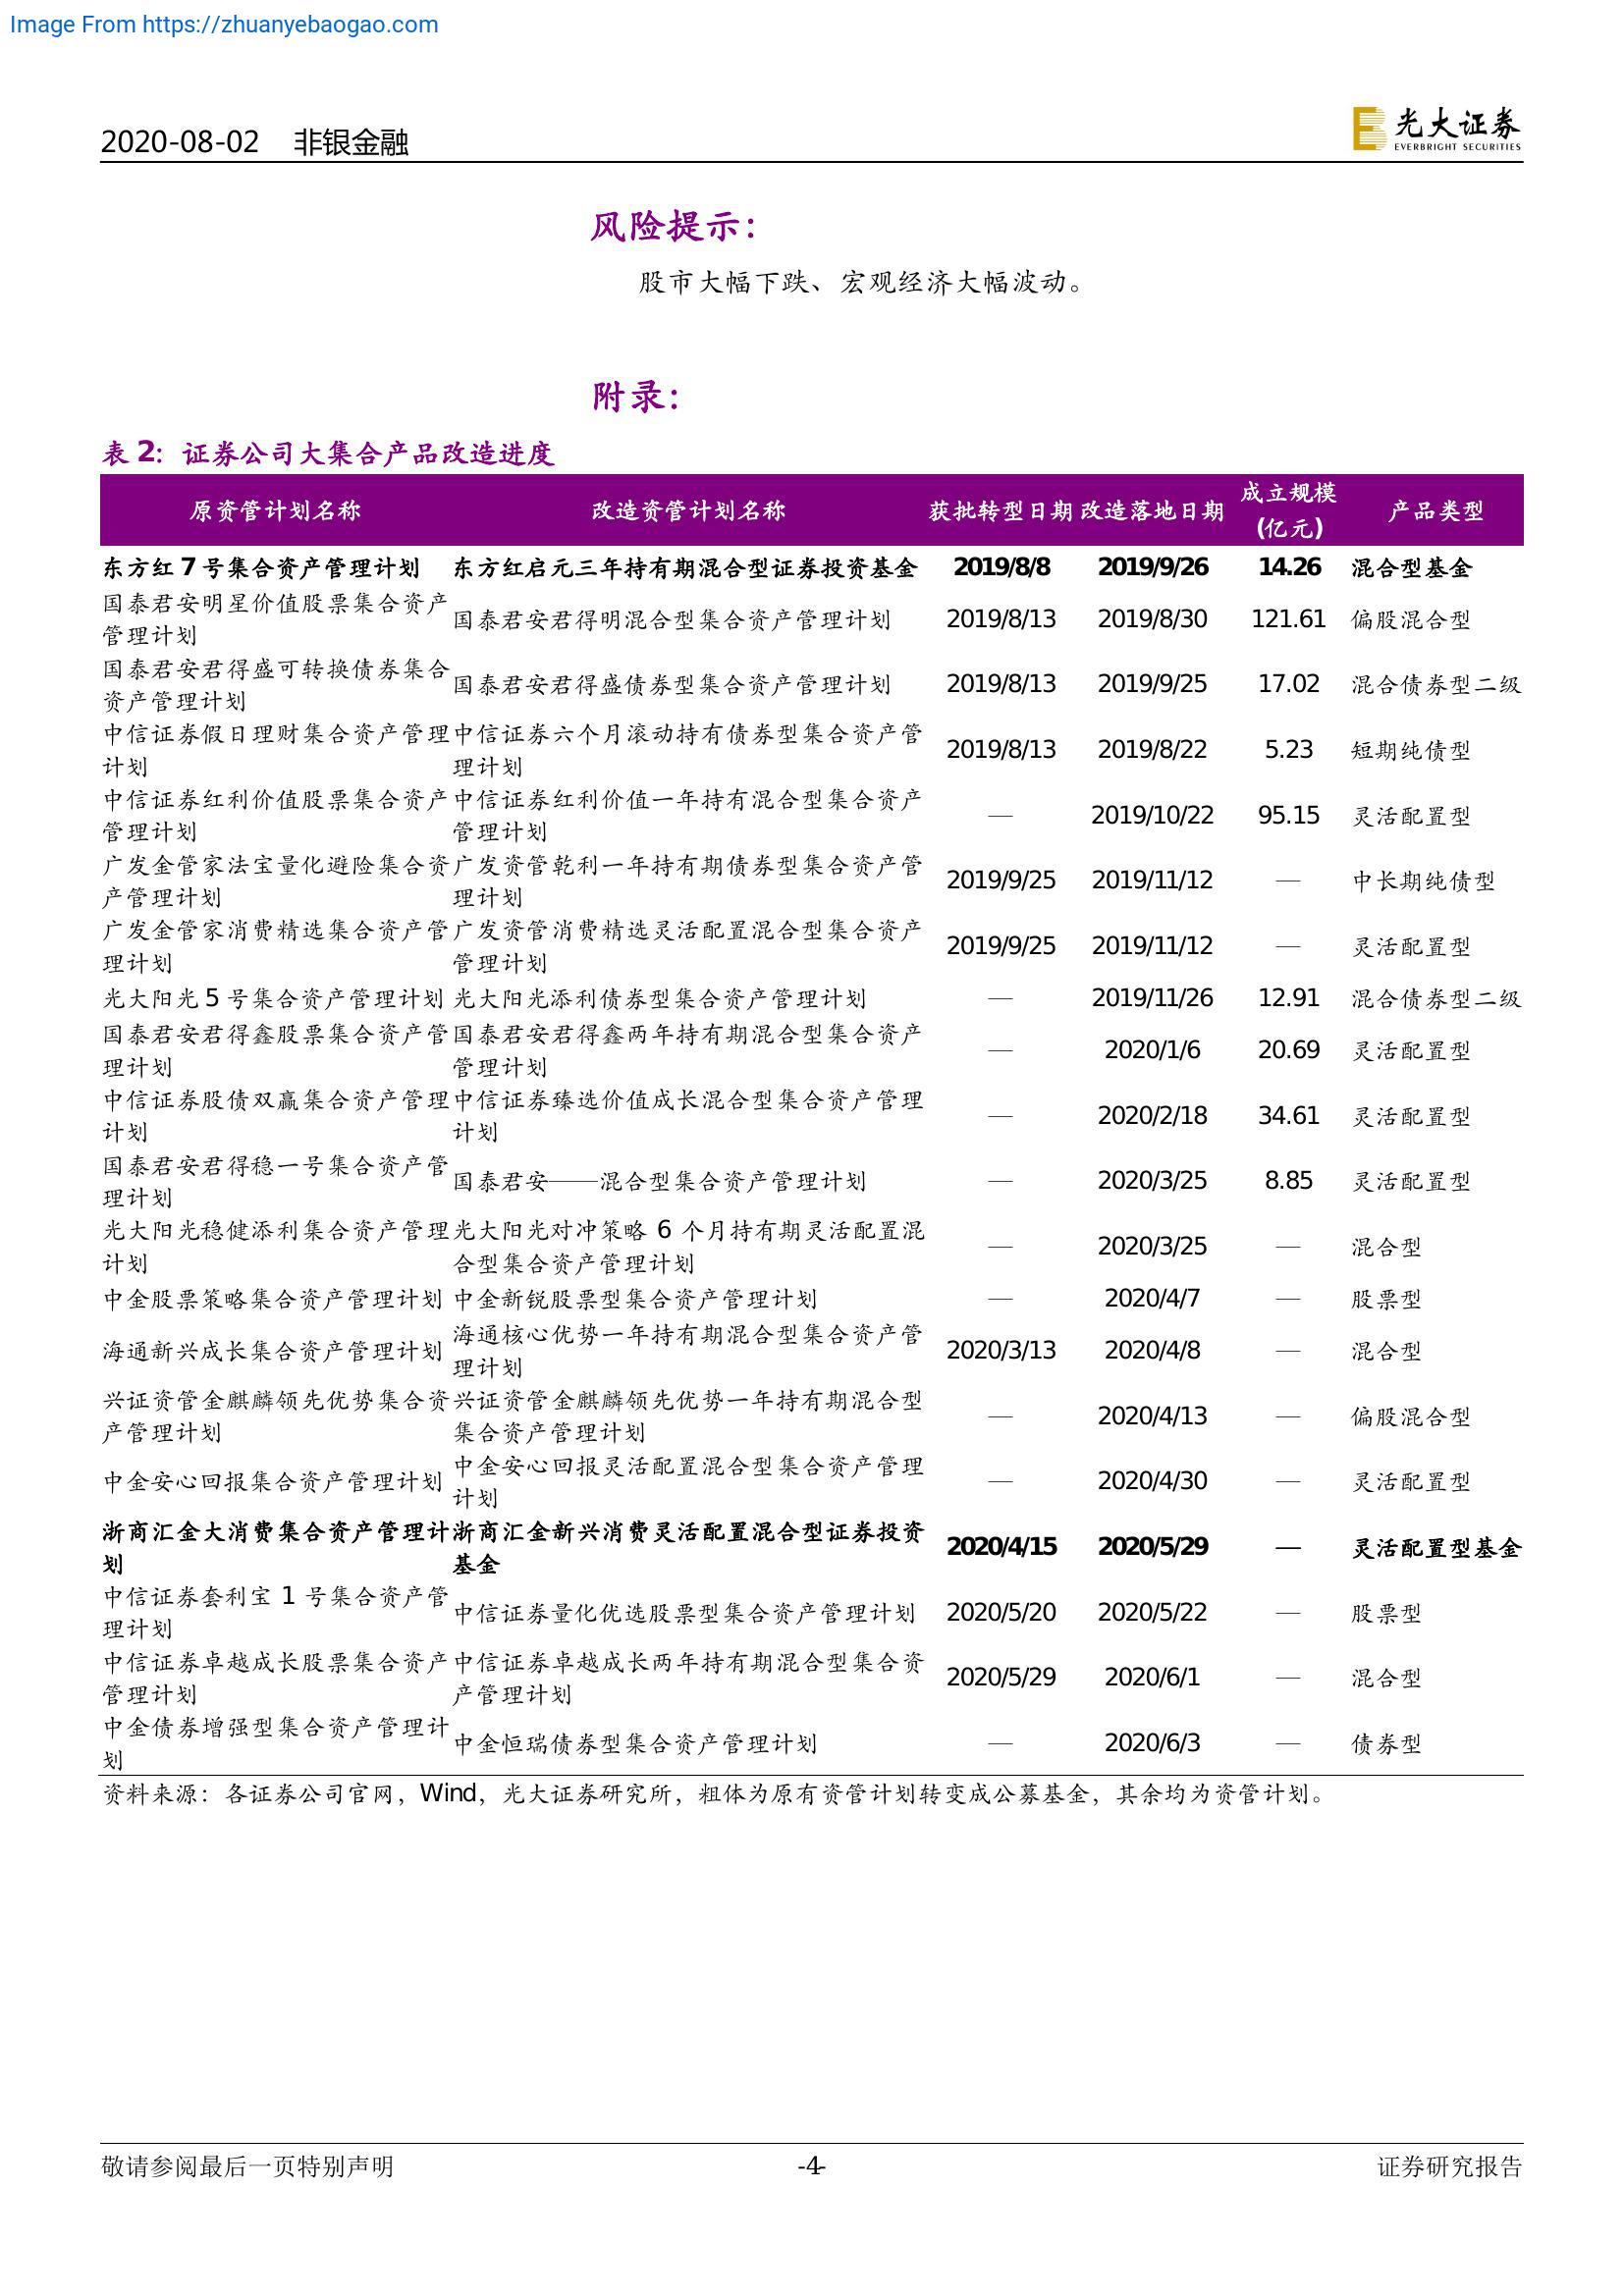 Image From https://zhuanyebaogao.com
2020-08-02 非银金融
光大证券
EVERBRIGHT SECURITIES
风险提示：
股市大幅下跌、宏观经济大幅波动。
附录：
表 2：证券公司大集合产品改造进度
原资管计划名称 改造资管计划名称 获批转型日期 改造落地日期 成立规模(亿元) 产品类型
东方红 7 号集合资产管理计划 东方红启元三年持有期混合型证券投资基金 2019/8/8 2019/9/26 14.26 混合型基金
国泰君安明星价值股票集合资产管理计划 国泰君安君得明混合型集合资产管理计划 2019/8/13 2019/8/30 121.61 偏股混合型
国泰君安君得盛可转换债券集合资产管理计划 国泰君安君得盛债券型集合资产管理计划 2019/8/13 2019/9/25 17.02 混合债券型二级
中信证券假日理财集合资产管理计划 中信证券六个月滚动持有债券型集合资产管理计划 2019/8/13 2019/8/22 5.23 短期纯债型
中信证券红利价值股票集合资产管理计划 中信证券红利价值一年持有混合型集合资产管理计划 — 2019/10/22 95.15 灵活配置型
广发金管家法宝量化避险集合资产管理计划 广发资管乾利一年持有期债券型集合资产管理计划 2019/9/25 2019/11/12 — 中长期纯债型
广发金管家消费精选集合资产管理计划 广发资管消费精选灵活配置混合型集合资产管理计划 2019/9/25 2019/11/12 — 灵活配置型
光大阳光 5 号集合资产管理计划 光大阳光添利债券型集合资产管理计划 — 2019/11/26 12.91 混合债券型二级
国泰君安君得鑫股票集合资产管理计划 国泰君安君得鑫两年持有期混合型集合资产管理计划 — 2020/1/6 20.69 灵活配置型
中信证券股债双赢集合资产管理计划 中信证券臻选价值成长混合型集合资产管理计划 — 2020/2/18 34.61 灵活配置型
国泰君安君得稳一号集合资产管理计划 国泰君安——混合型集合资产管理计划 — 2020/3/25 8.85 灵活配置型
光大阳光稳健添利集合资产管理计划 光大阳光对冲策略 6 个月持有期灵活配置混合型集合资产管理计划 — 2020/3/25 — 混合型
中金股票策略集合资产管理计划 中金新锐股票型集合资产管理计划 — 2020/4/7 — 股票型
海通新兴成长集合资产管理计划 海通核心优势一年持有期混合型集合资产管理计划 2020/3/13 2020/4/8 — 混合型
兴证资管金麒麟领先优势集合资产管理计划 兴证资管金麒麟领先优势一年持有期混合型集合资产管理计划 — 2020/4/13 — 偏股混合型
中金安心回报集合资产管理计划 中金安心回报灵活配置混合型集合资产管理计划 — 2020/4/30 — 灵活配置型
浙商汇金大消费集合资产管理计划 浙商汇金新兴消费灵活配置混合型证券投资基金 2020/4/15 2020/5/29 — 灵活配置型基金
中信证券套利宝 1 号集合资产管理计划 中信证券量化优选股票型集合资产管理计划 2020/5/20 2020/5/22 — 股票型
中信证券卓越成长股票集合资产管理计划 中信证券卓越成长两年持有期混合型集合资产管理计划 2020/5/29 2020/6/1 — 混合型
中金债券增强型集合资产管理计划 中金恒瑞债券型集合资产管理计划 — 2020/6/3 — 债券型
资料来源：各证券公司官网，Wind，光大证券研究所，粗体为原有资管计划转变成公募基金，其余均为资管计划。
敬请参阅最后一页特别声明 -4- 证券研究报告